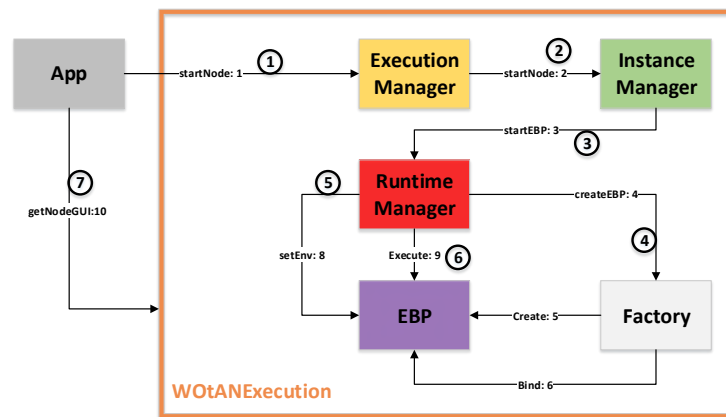 1
2
App
startNode: 1
Execution
Manager
startNode: 2
Instance
Manager
startEBP: 3
3
7
5
Runtime
Manager
createEBP: 4
getNodeGUI:10
4
setEnv: 8
Execute: 9
6
EBP
Create: 5
Factory
WOtANExecution
Bind: 6